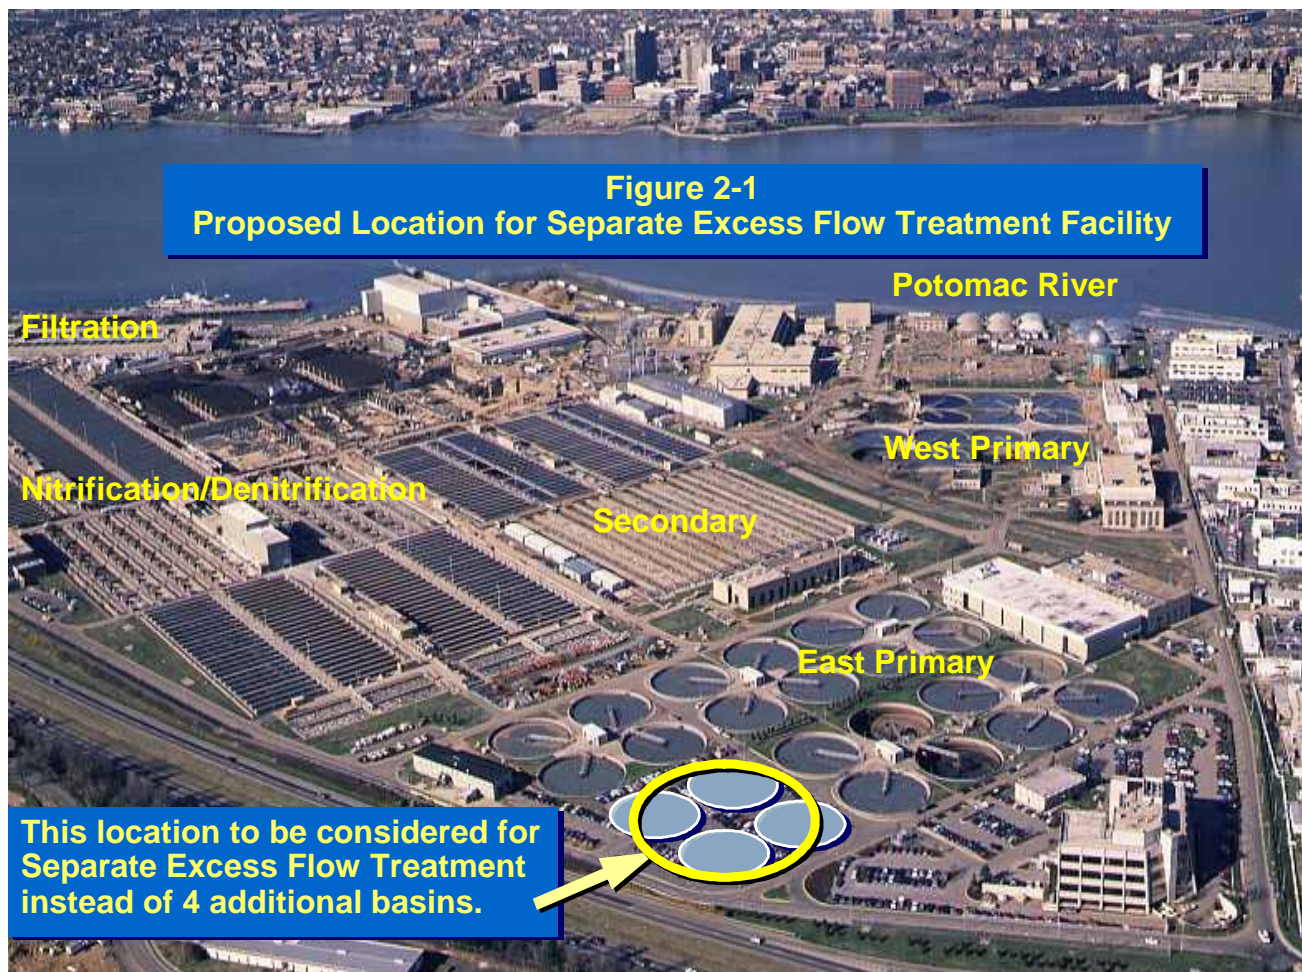 Figure 2-1
Proposed Location for Separate Excess Flow Treatment Facility
Potomac River
Filtration
West Primary
Nitrification/Denitrification
Secondary
East Primary
This location to be considered for
Separate Excess Flow Treatment
instead of 4 additional basins.